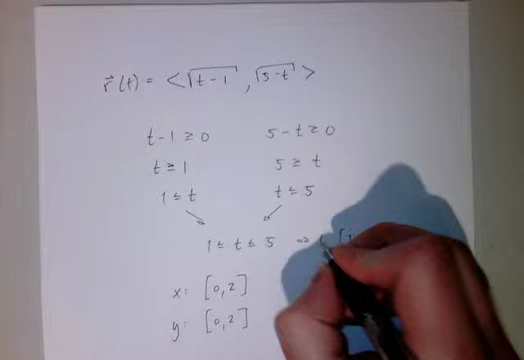 r⃗(t) = <√t-1, √5-t>
t-1 ≥ 0 5-t ≥ 0
t ≥ 1 5 ≥ t
1 ≤ t t ≤ 5
1 ≤ t ≤ 5 ⇒
x: [0,2]
y: [0,2]